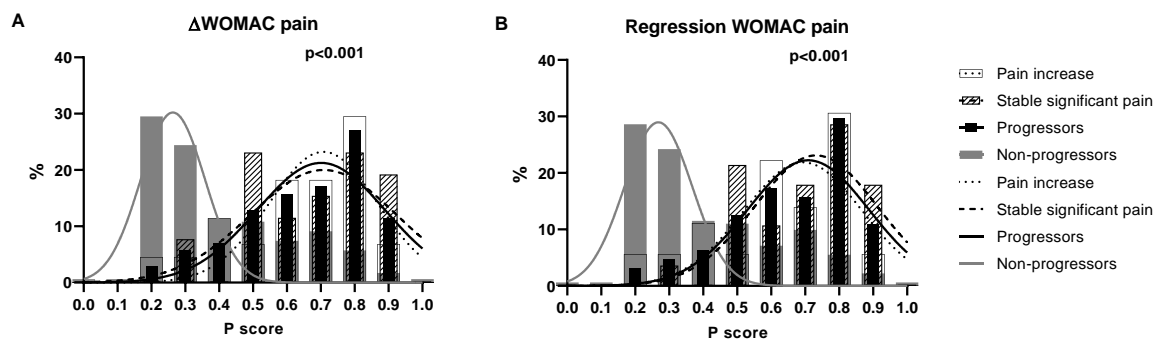 A
ΔWOMAC pain
p<0.001
40
30
20
10
0
%
0.0 0.1 0.2 0.3 0.4 0.5 0.6 0.7 0.8 0.9 1.0
P score
B
Regression WOMAC pain
p<0.001
40
30
20
10
0
%
0.0 0.1 0.2 0.3 0.4 0.5 0.6 0.7 0.8 0.9 1.0
P score
Pain increase
Stable significant pain
Progressors
Non-progressors
Pain increase
Stable significant pain
Progressors
Non-progressors